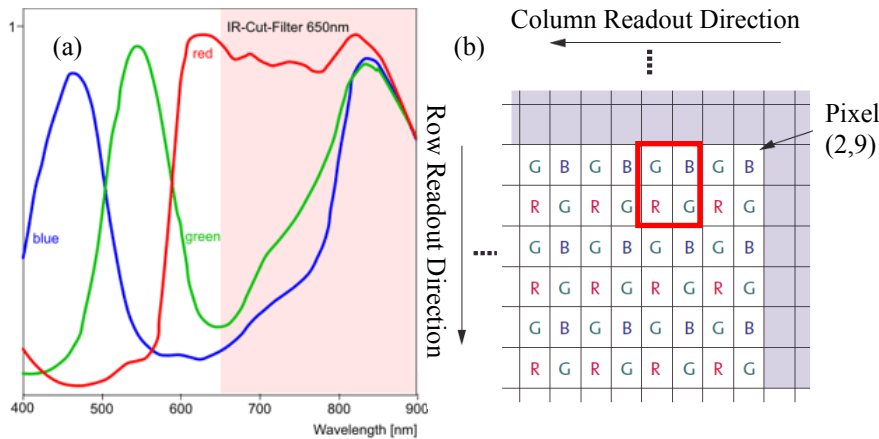 (a)
IR-Cut-Filter 650nm
1
red
blue
green
400 500 600 700 800 900
Wavelength [nm]
Row Readout Direction
(b)
Column Readout Direction
Pixel
(2,9)
G B G B G B G B
R G R G R G R G
G B G B G B G B
R G R G R G R G
G B G B G B G B
R G R G R G R G